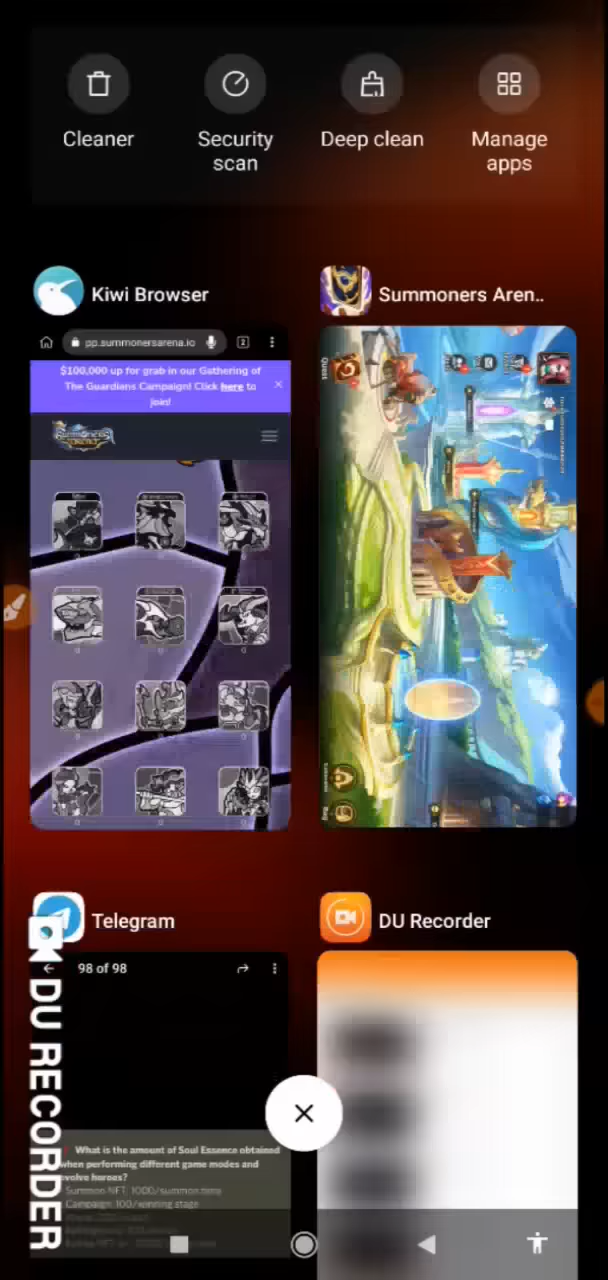 Cleaner
Security
scan
Deep clean
Manage
apps
Kiwi Browser
Summoners Aren..
pp.summonersarena.io
2
$100,000 up for grab in our Gathering of
The Guardians Campaign! Click here to
join!
Quest
Telegram
DU Recorder
98 of 98
What is the amount of Soul Essence obtained
when performing different game modes and
evolve heroes?
Summon NFT: 1000/summon time
Campaign: 100/winning stage
DU RECORDER